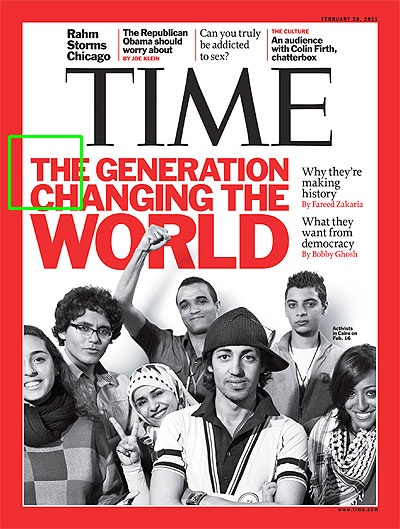 FEBRUARY 28, 2011
Rahm
Storms
Chicago
The Republican
Obama should
worry about
BY JOE KLEIN
Can you truly
be addicted
to sex?
THE CULTURE
An audience
with Colin Firth,
chatterbox
TIME
THE GENERATION
CHANGING THE
WORLD
Why they're
making
history
By Fareed Zakaria
What they
want from
democracy
By Bobby Ghosh
Activists
in Cairo on
Feb. 16
www.time.com